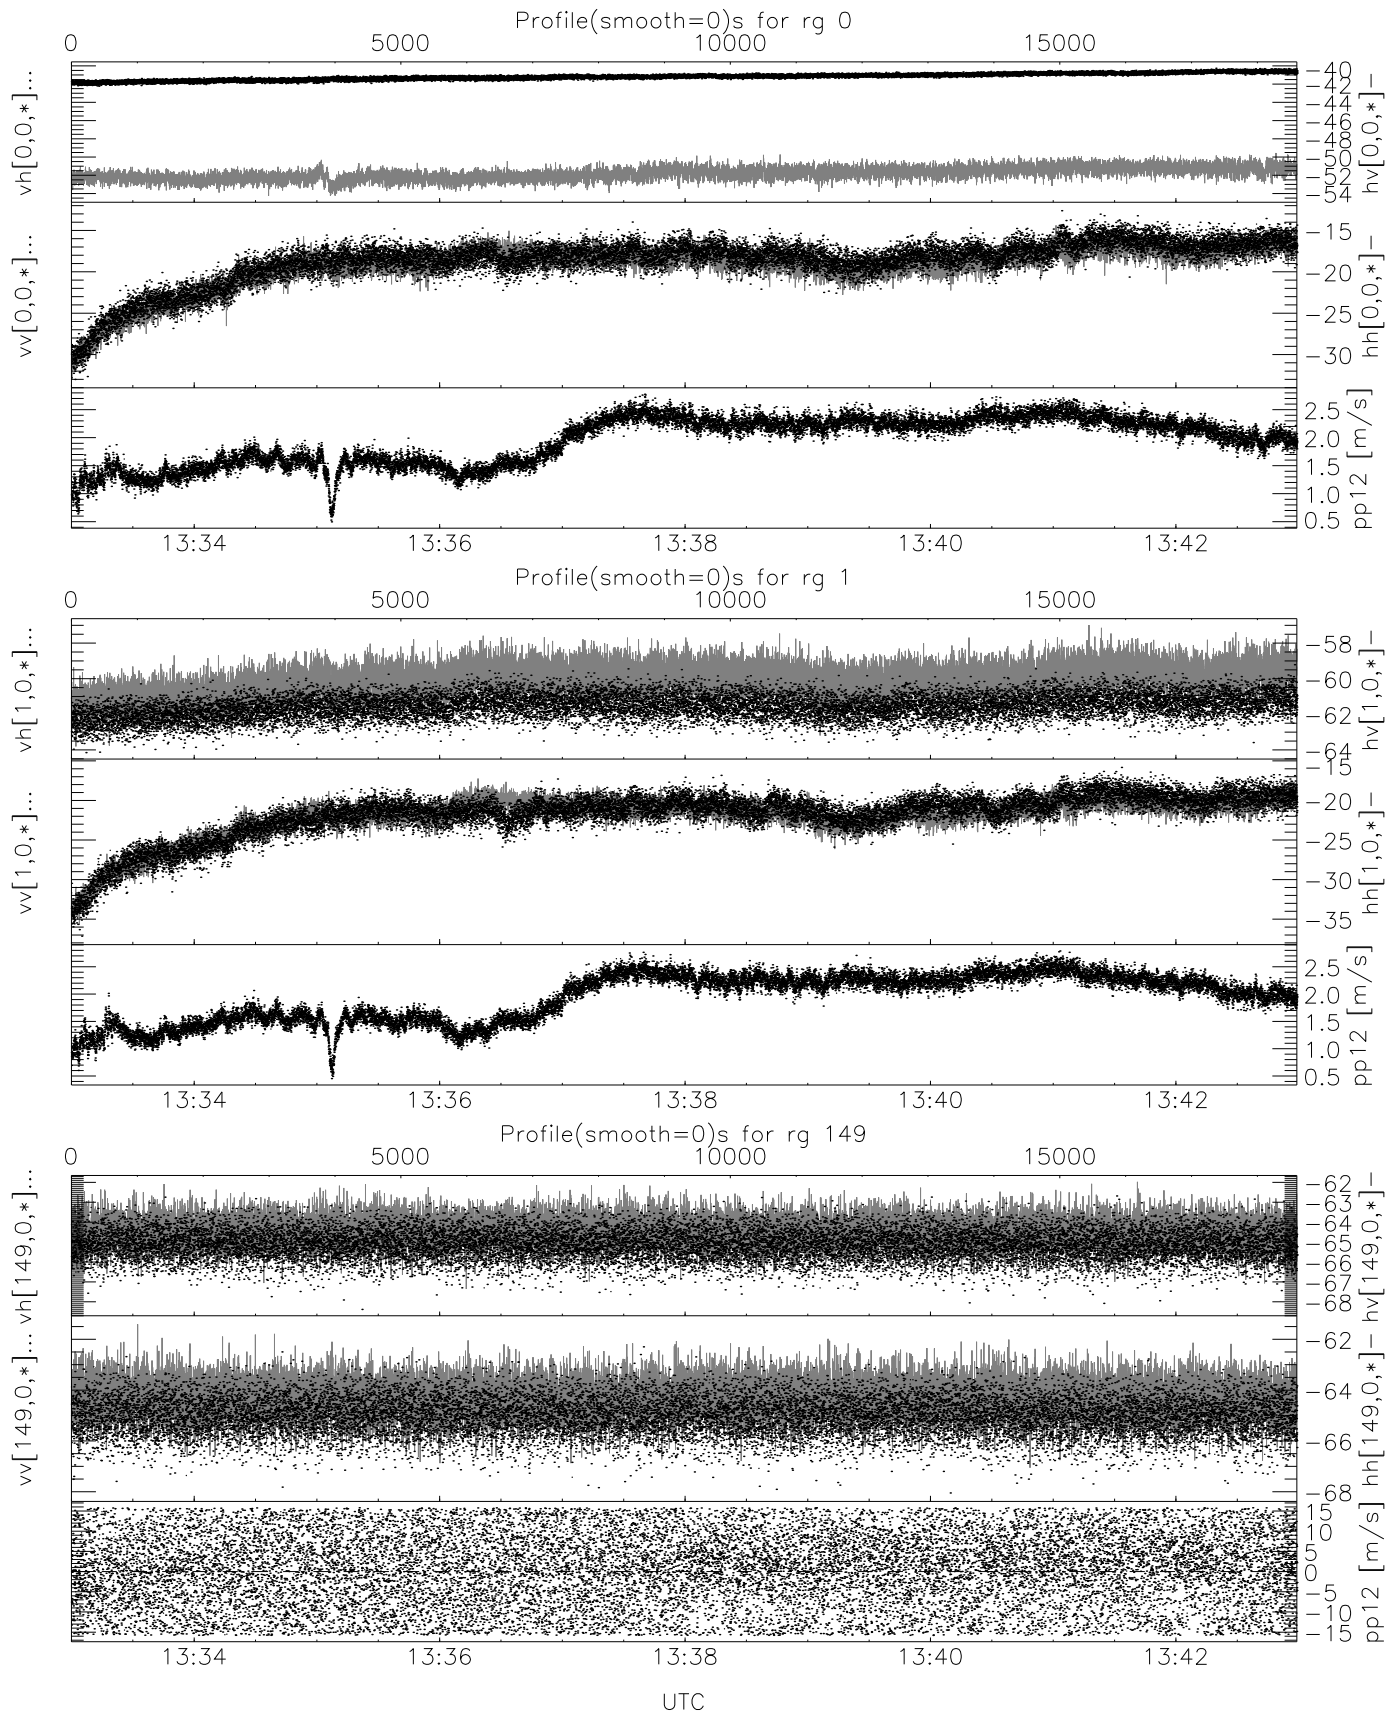 Profile(smooth=0)s for rg 0
0 5000 10000 15000
vh[0,0,*]...
-40
-42
-44
-46
-48
-50
-52
-54
hv[0,0,*]-
vv[0,0,*]...
-15
-20
-25
-30
hh[0,0,*]-
2.5
2.0
1.5
1.0
0.5
pp12 [m/s]
13:34 13:36 13:38 13:40 13:42
Profile(smooth=0)s for rg 1
0 5000 10000 15000
vh[1,0,*]...
-58
-60
-62
-64
hv[1,0,*]-
vv[1,0,*]...
-15
-20
-25
-30
-35
hh[1,0,*]-
2.5
2.0
1.5
1.0
0.5
pp12 [m/s]
13:34 13:36 13:38 13:40 13:42
Profile(smooth=0)s for rg 149
0 5000 10000 15000
vh[149,0,*]...
-62
-63
-64
-65
-66
-67
-68
hv[149,0,*]-
vv[149,0,*]...
-62
-64
-66
-68
hh[149,0,*]-
15
10
5
0
-5
-10
-15
pp12 [m/s]
13:34 13:36 13:38 13:40 13:42
UTC